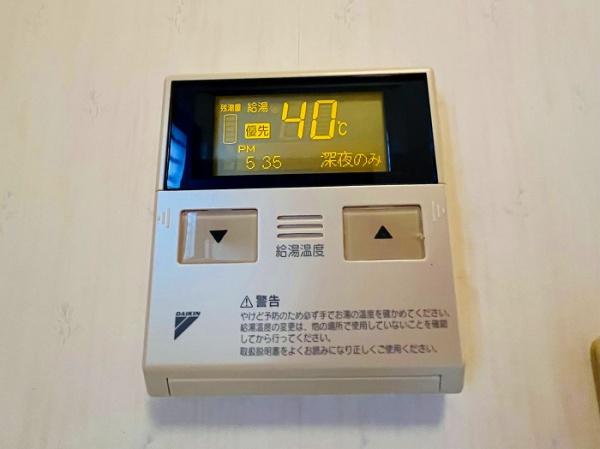 残湯量 給湯 40℃
優先
PM
5 35 深夜のみ
▼ ▲
給湯温度
⚠警告
やけど予防のため必ず手でお湯の温度を確かめてください。
給湯温度の変更は、他の場所で使用していないことを確認
してから行ってください。
取扱説明書をよくお読みになり正しくご使用ください。
DAIKIN